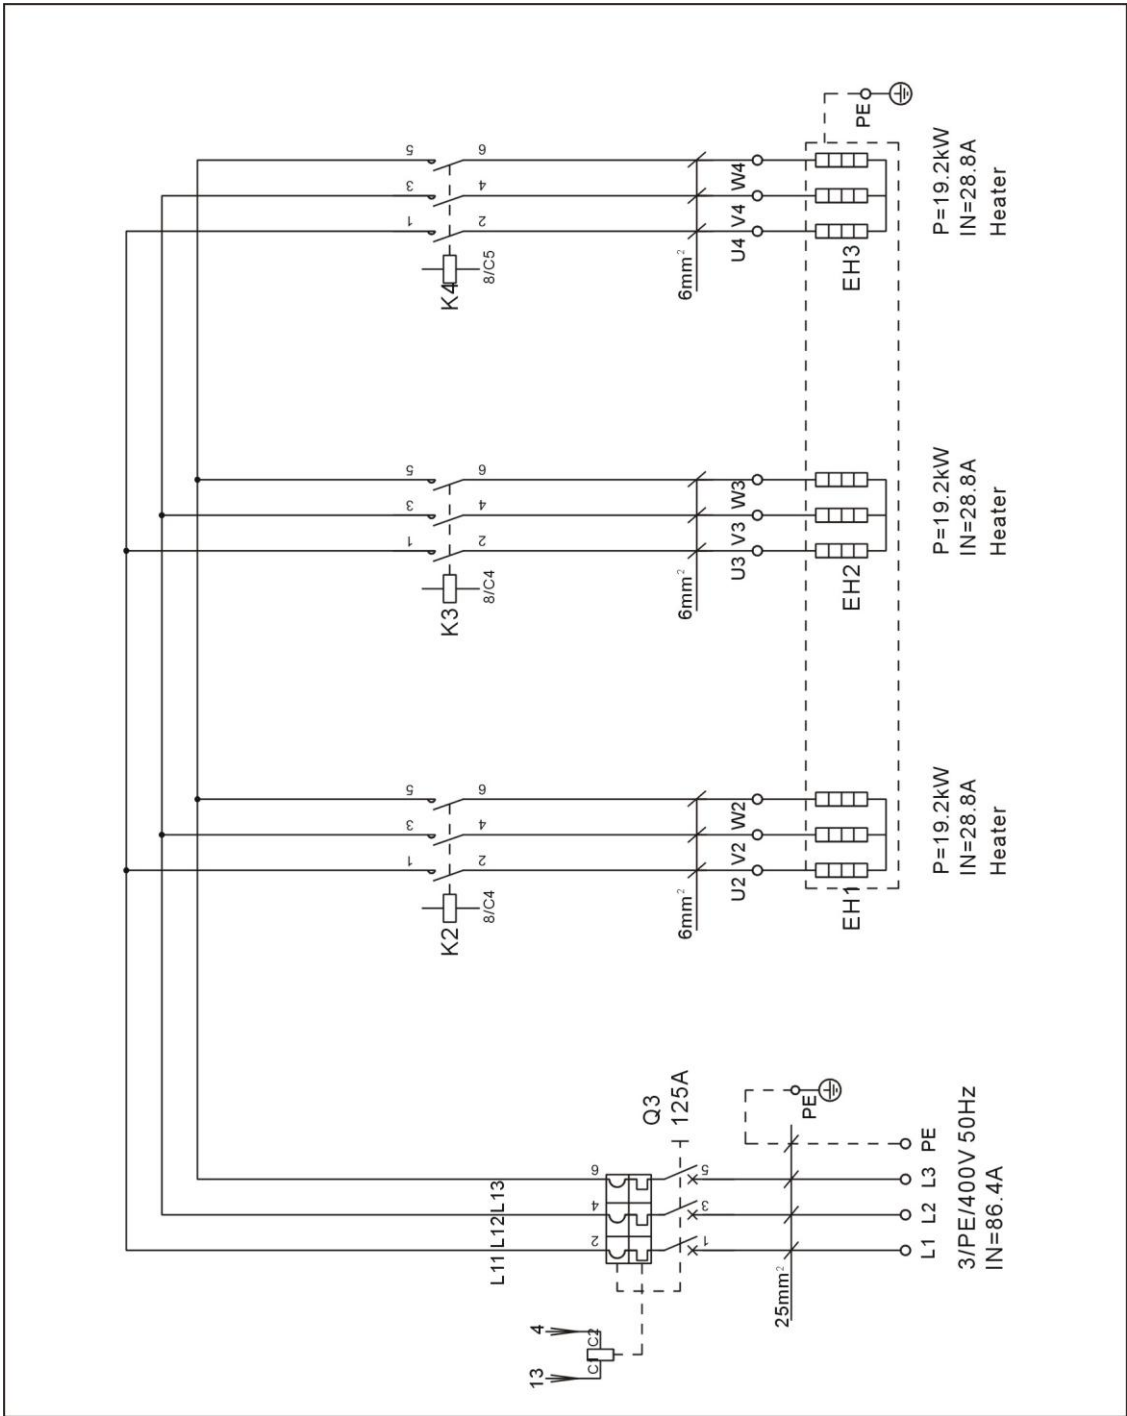 L11 L12 L13
2 4 6
Q3
125A
1 3 5
13 4
C1 C2
25mm²
PE
L1 L2 L3 PE
3/PE/400V 50Hz
IN=86.4A
1 3 5
K2
8/C4
2 4 6
6mm²
U2 V2 W2
EH1
P=19.2kW
IN=28.8A
Heater
1 3 5
K3
8/C4
2 4 6
6mm²
U3 V3 W3
EH2
P=19.2kW
IN=28.8A
Heater
1 3 5
K4
8/C5
2 4 6
6mm²
U4 V4 W4
EH3
PE
P=19.2kW
IN=28.8A
Heater